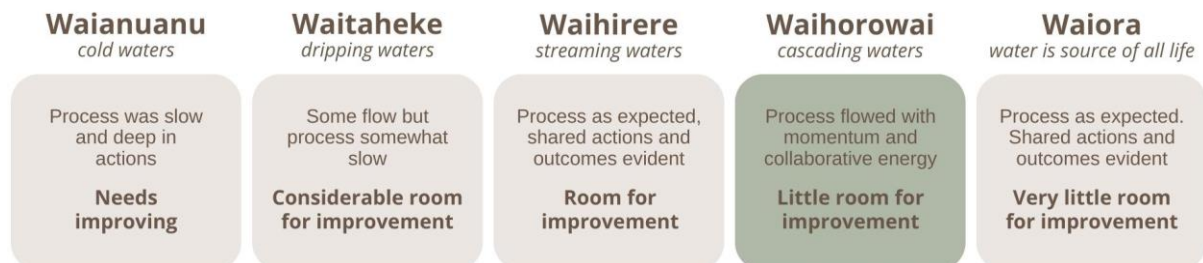 Waianuanu
cold waters
Process was slow
and deep in
actions
Needs
improving
Waitaheke
dripping waters
Some flow but
process somewhat
slow
Considerable room
for improvement
Waihirere
streaming waters
Process as expected,
shared actions and
outcomes evident
Room for
improvement
Waihorowai
cascading waters
Process flowed with
momentum and
collaborative energy
Little room for
improvement
Waiora
water is source of all life
Process as expected.
Shared actions and
outcomes evident
Very little room
for improvement